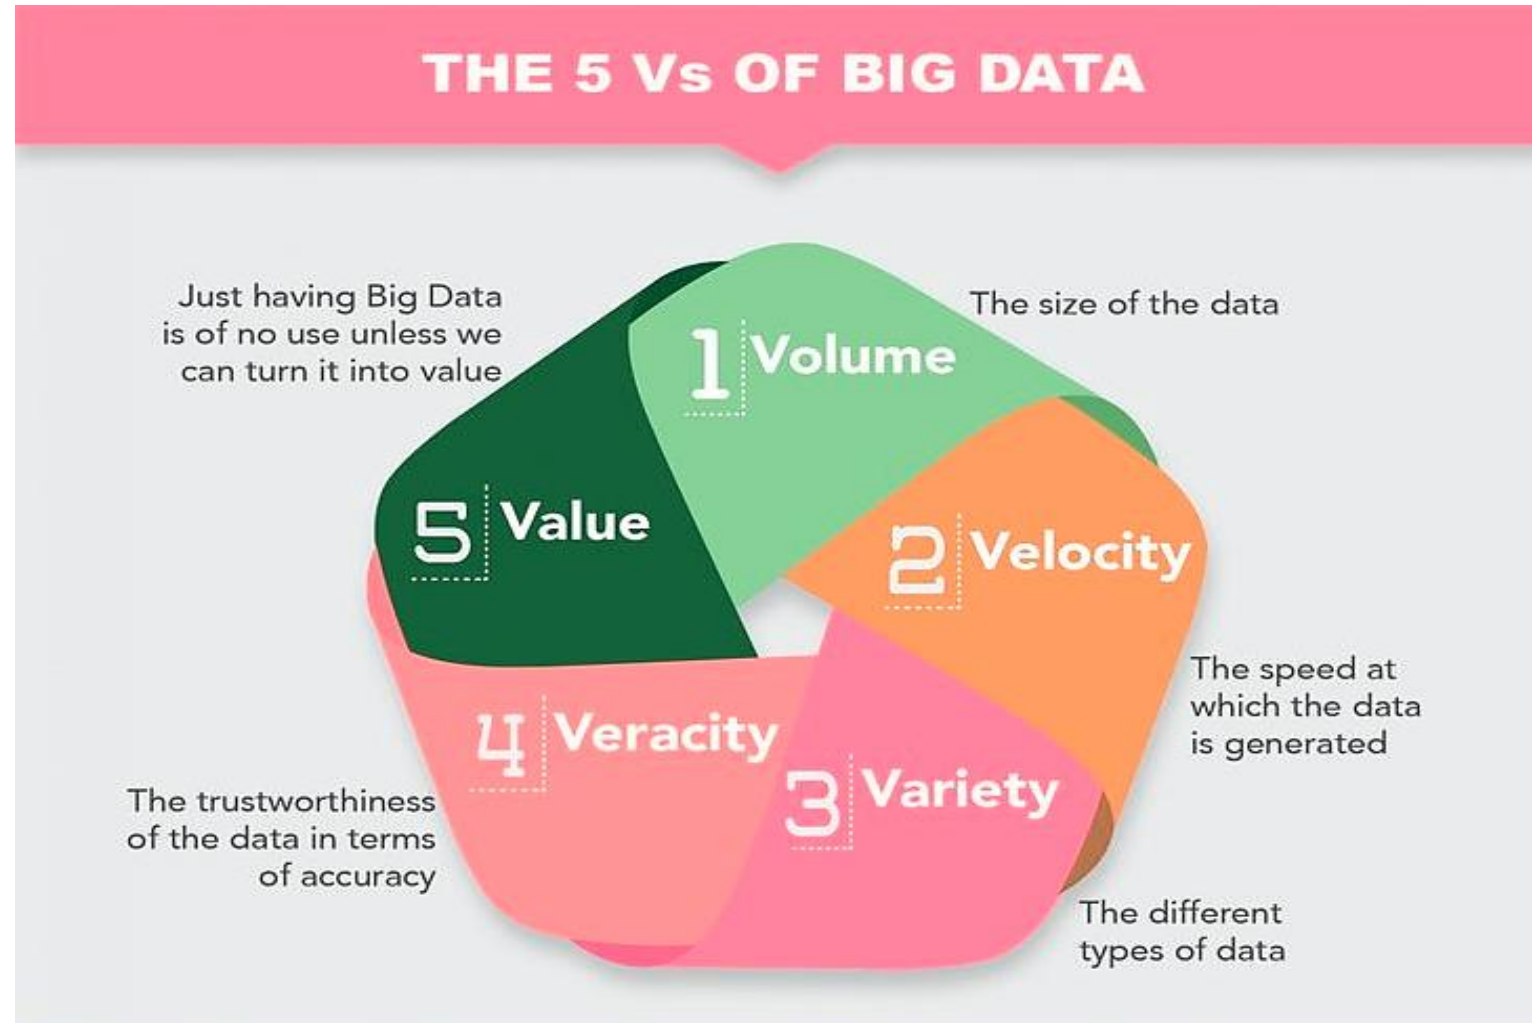 THE 5 Vs OF BIG DATA
1 Volume
The size of the data
2 Velocity
The speed at
which the data
is generated
3 Variety
The different
types of data
4 Veracity
The trustworthiness
of the data in terms
of accuracy
5 Value
Just having Big Data
is of no use unless we
can turn it into value